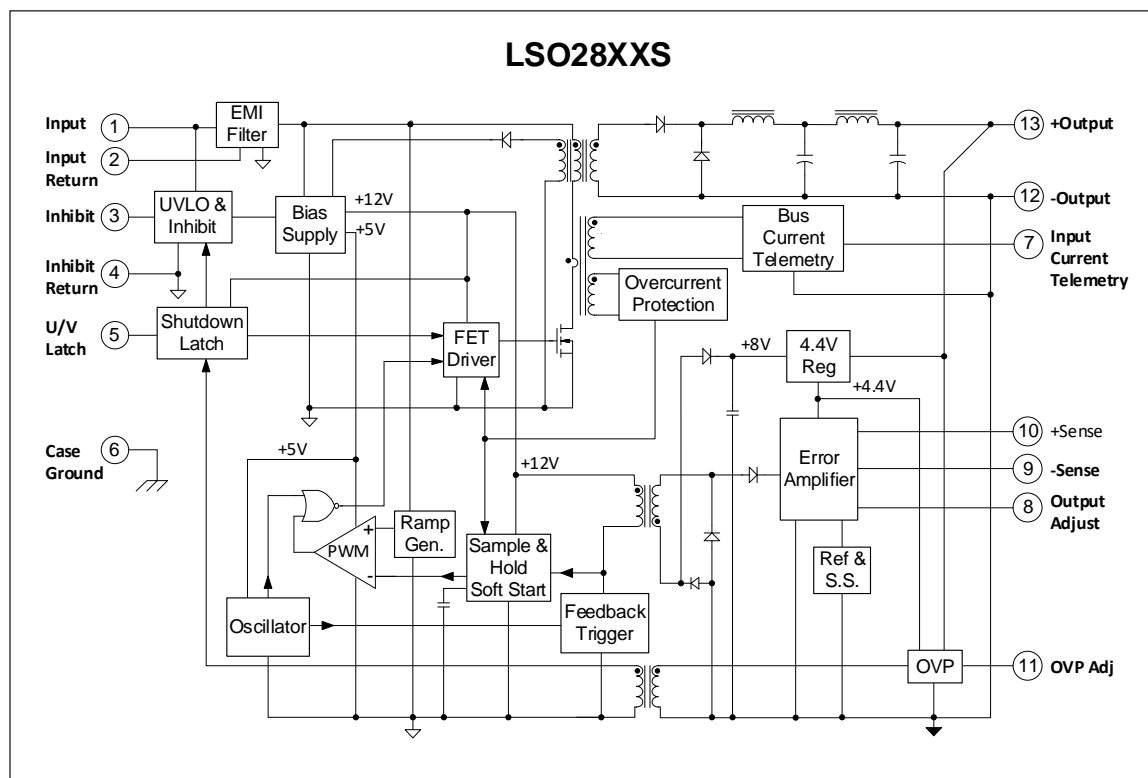 LSO28XXS
Input
1
EMI
Filter
13
+Output
Input
Return
2
Inhibit
3
UVLO &
Inhibit
Bias
Supply
+12V
+5V
12
-Output
Bus
Current
Telemetry
7
Input
Current
Telemetry
Inhibit
Return
4
Overcurrent
Protection
U/V
Latch
5
Shutdown
Latch
FET
Driver
+8V
4.4V
Reg
+4.4V
Case
Ground
6
+5V
+12V
Error
Amplifier
10
+Sense
9
-Sense
8
Output
Adjust
+
-
PWM
Ramp
Gen.
Sample &
Hold
Soft Start
Ref &
S.S.
Oscillator
Feedback
Trigger
OVP
11
OVP Adj